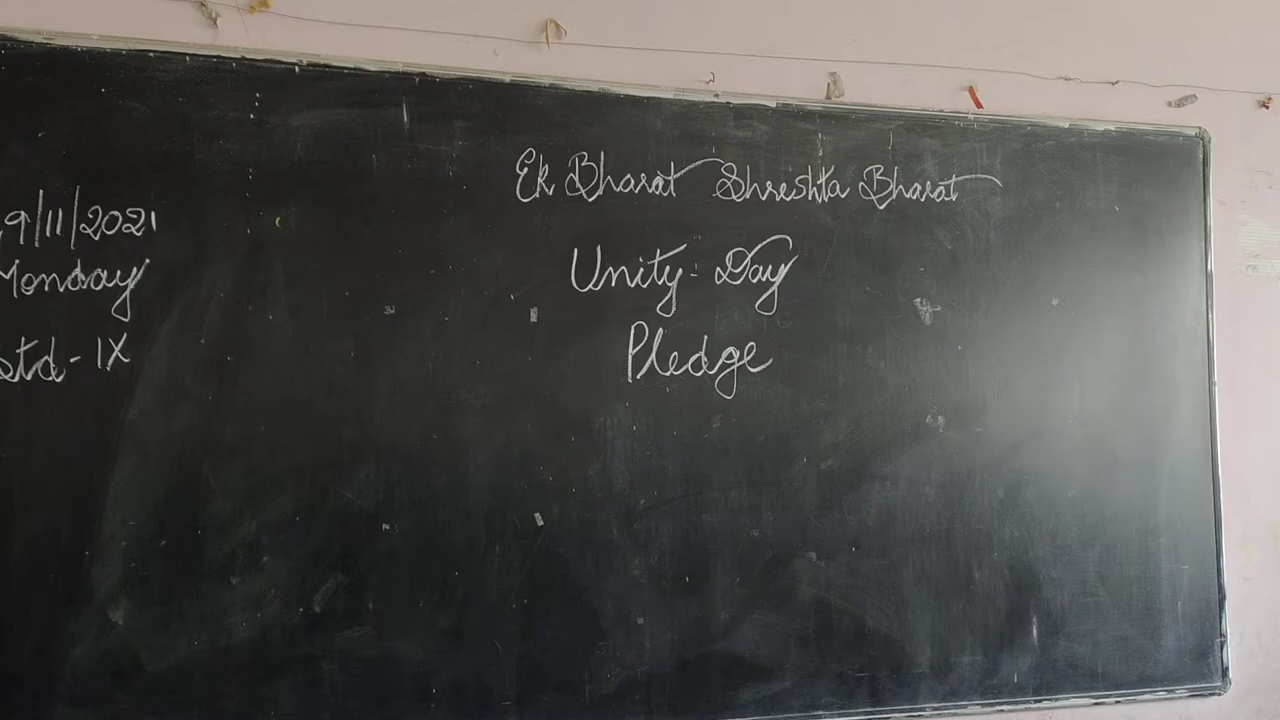 9/11/2021
Monday
std-IX
Ek Bharat Shreshta Bharat
Unity-Day
Pledge